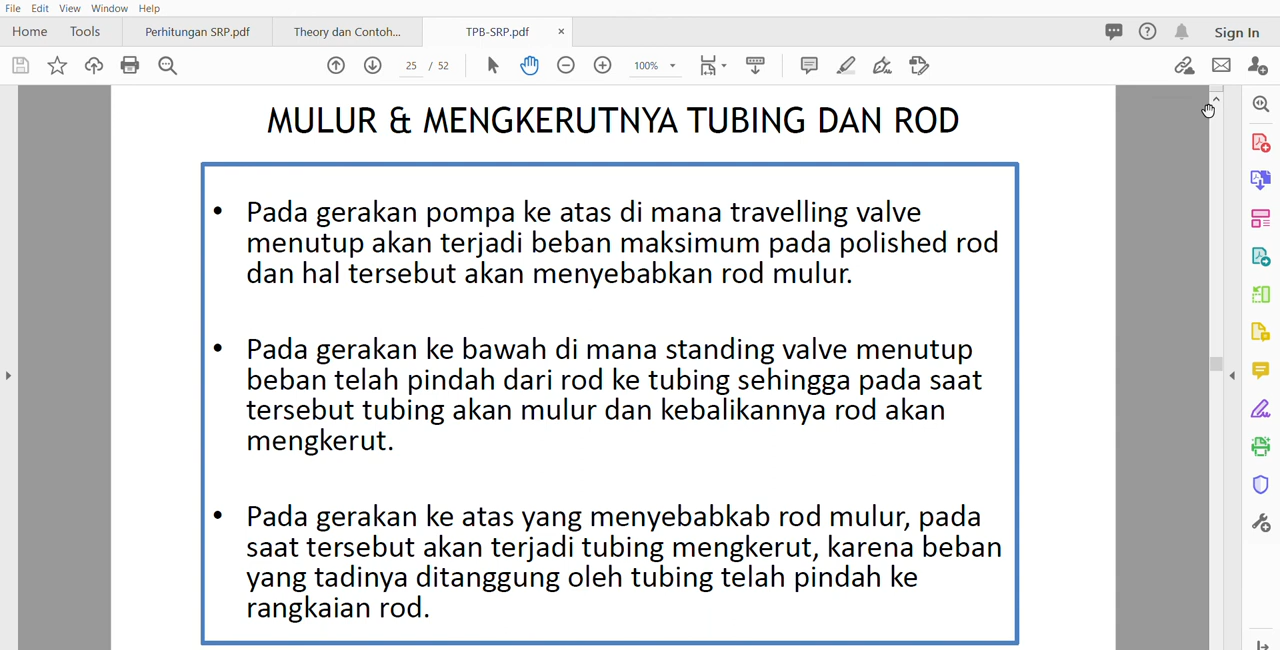 File Edit View Window Help
Home Tools Perhitungan SRP.pdf Theory dan Contoh... TPB-SRP.pdf × Sign In
25 / 52 100%
MULUR & MENGKERUTNYA TUBING DAN ROD
• Pada gerakan pompa ke atas di mana travelling valve
menutup akan terjadi beban maksimum pada polished rod
dan hal tersebut akan menyebabkan rod mulur.
• Pada gerakan ke bawah di mana standing valve menutup
beban telah pindah dari rod ke tubing sehingga pada saat
tersebut tubing akan mulur dan kebalikannya rod akan
mengkerut.
• Pada gerakan ke atas yang menyebabkab rod mulur, pada
saat tersebut akan terjadi tubing mengkerut, karena beban
yang tadinya ditanggung oleh tubing telah pindah ke
rangkaian rod.